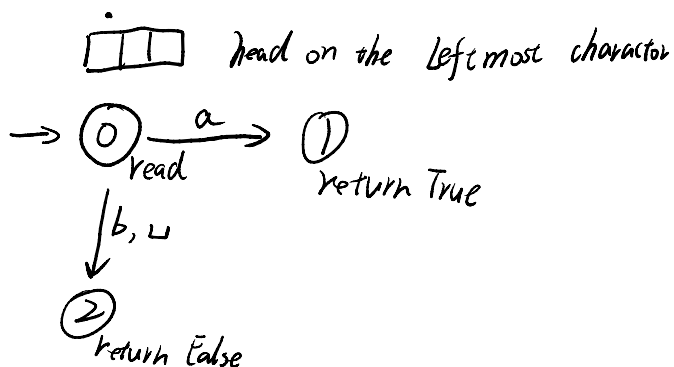 head on the Leftmost charactor
0
a
1
read
return True
b, ⊔
2
return False